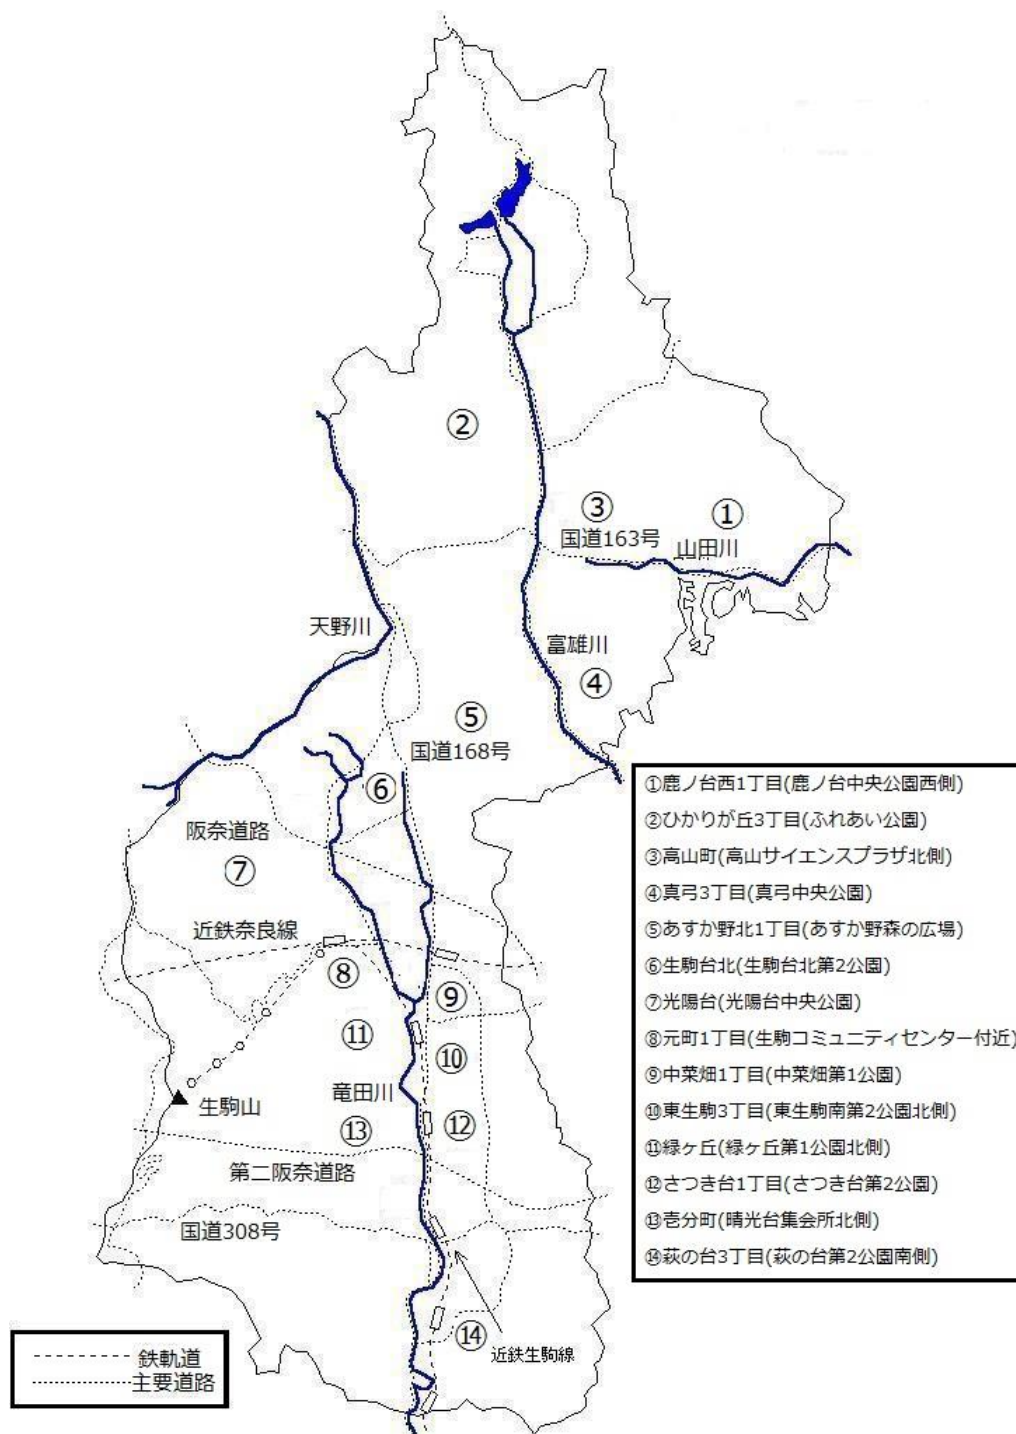 ②
③
①
国道163号
山田川
天野川
富雄川
④
⑤
国道168号
⑥
阪奈道路
⑦
近鉄奈良線
⑧
⑨
⑪
⑩
生駒山
竜田川
⑬
⑫
第二阪奈道路
国道308号
⑭
近鉄生駒線
①鹿ノ台西1丁目(鹿ノ台中央公園西側)
②ひかりが丘3丁目(ふれあい公園)
③高山町(高山サイエンスプラザ北側)
④真弓3丁目(真弓中央公園)
⑤あすか野北1丁目(あすか野森の広場)
⑥生駒台北(生駒台北第2公園)
⑦光陽台(光陽台中央公園)
⑧元町1丁目(生駒コミュニティセンター付近)
⑨中菜畑1丁目(中菜畑第1公園)
⑩東生駒3丁目(東生駒南第2公園北側)
⑪緑ヶ丘(緑ヶ丘第1公園北側)
⑫さつき台1丁目(さつき台第2公園)
⑬壱分町(晴光台集会所北側)
⑭萩の台3丁目(萩の台第2公園南側)
鉄軌道
主要道路